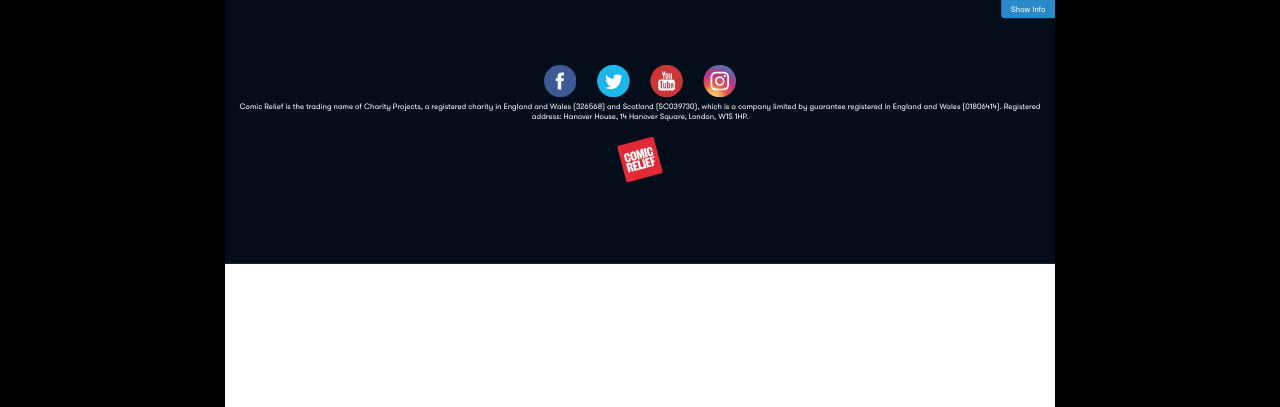 Show Info
You
Tube
Comic Relief is the trading name of Charity Projects, a registered charity in England and Wales (326568) and Scotland (SC039730), which is a company limited by guarantee registered in England and Wales (01806414). Registered
address: Hanover House, 14 Hanover Square, London, W1S 1HP.
COMIC
RELIEF